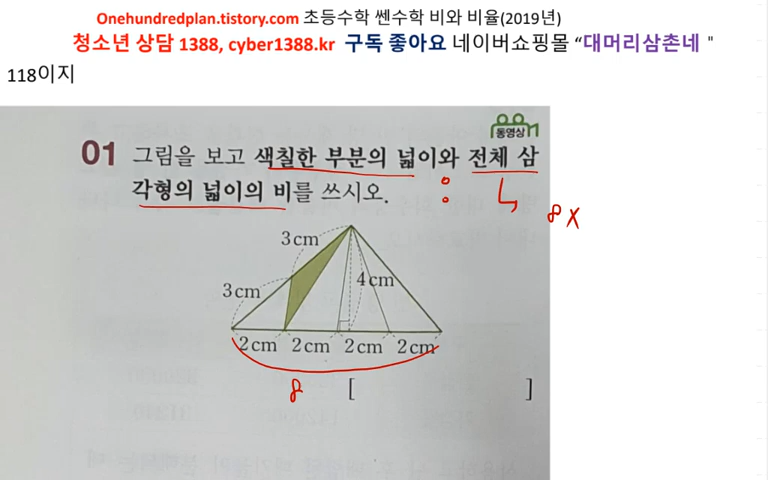 Onehundredplan.tistory.com 초등수학 쎈수학 비와 비율(2019년)
청소년 상담 1388, cyber1388.kr 구독 좋아요 네이버쇼핑몰 “대머리삼촌네 "
118이지
동영상
01 그림을 보고 색칠한 부분의 넓이와 전체 삼
각형의 넓이의 비를 쓰시오.
:
8 x
3cm
4cm
3cm
2cm 2cm 2cm 2cm
8 [ ]